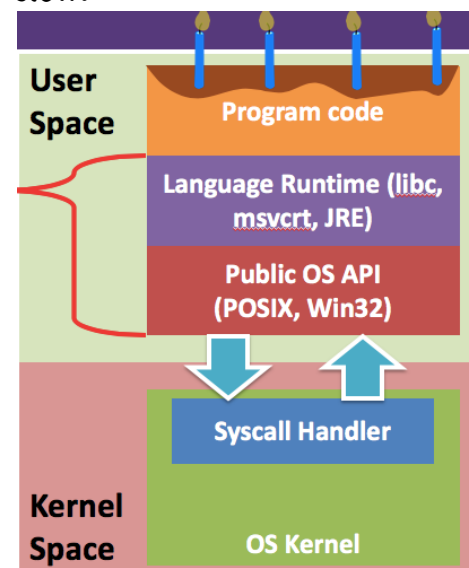 User
Space
Program code
Language Runtime (libc,
msvcrt, JRE)
Public OS API
(POSIX, Win32)
Syscall Handler
Kernel
Space
OS Kernel